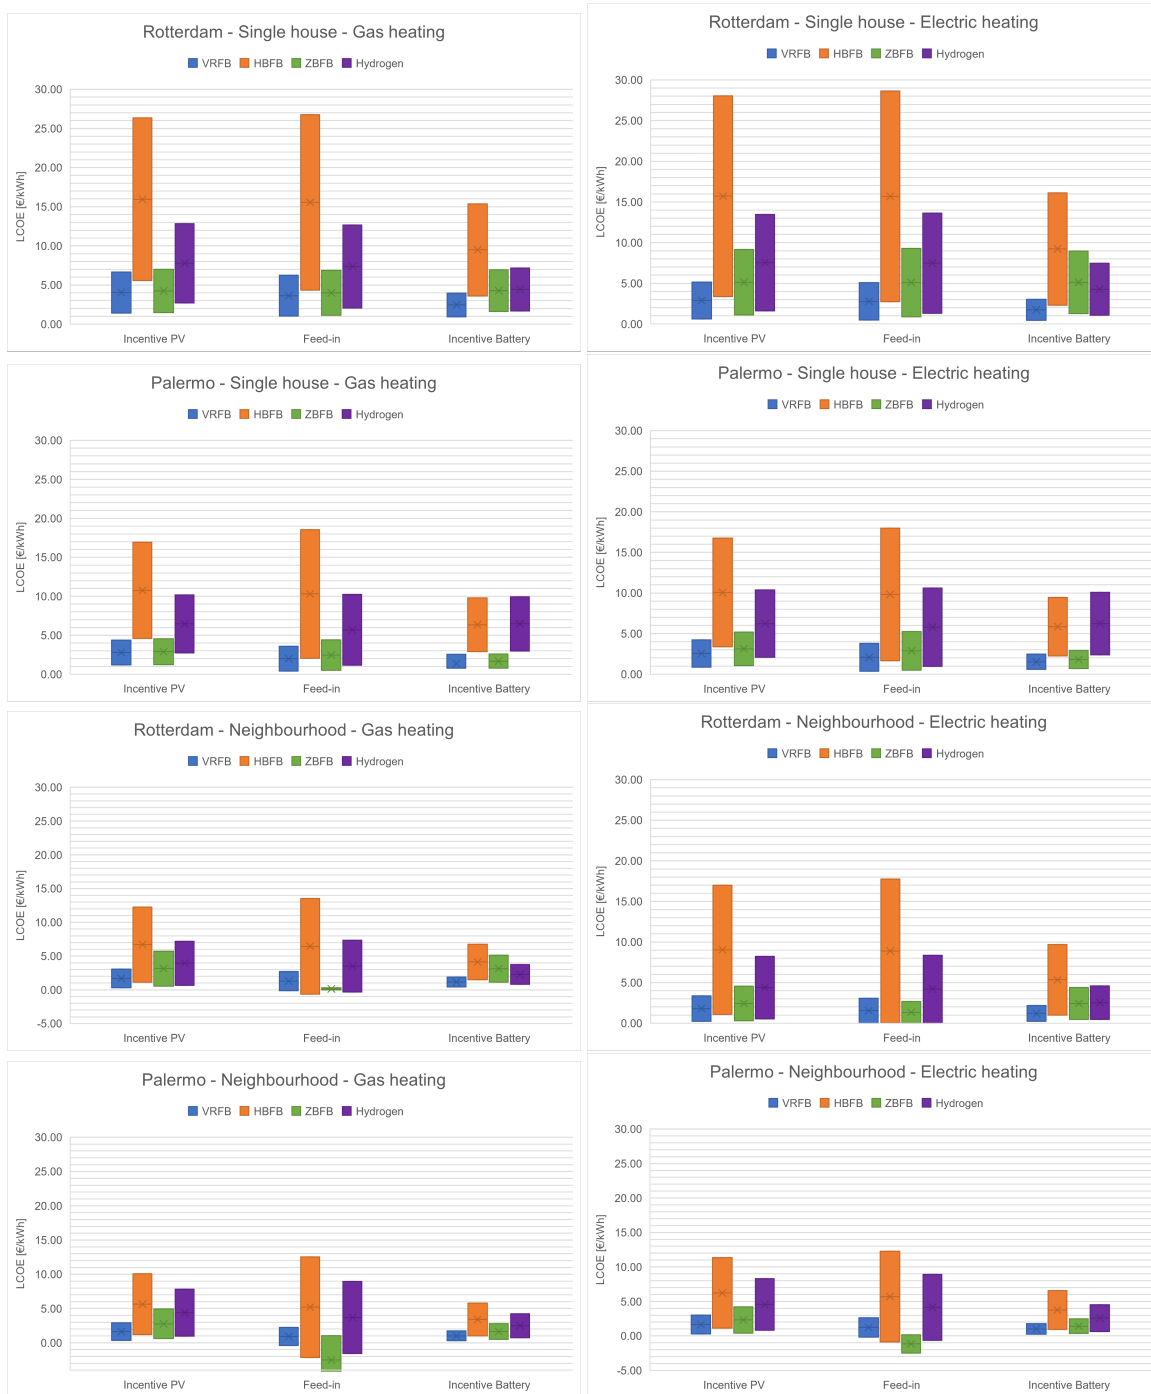 Rotterdam - Single house - Gas heating
VRFB HBFB ZBFB Hydrogen
LCOE [€/kWh]
30.00
25.00
20.00
15.00
10.00
5.00
0.00
Incentive PV Feed-in Incentive Battery
Rotterdam - Single house - Electric heating
VRFB HBFB ZBFB Hydrogen
LCOE [€/kWh]
30.00
25.00
20.00
15.00
10.00
5.00
0.00
Incentive PV Feed-in Incentive Battery
Palermo - Single house - Gas heating
VRFB HBFB ZBFB Hydrogen
LCOE [€/kWh]
30.00
25.00
20.00
15.00
10.00
5.00
0.00
Incentive PV Feed-in Incentive Battery
Palermo - Single house - Electric heating
VRFB HBFB ZBFB Hydrogen
LCOE [€/kWh]
30.00
25.00
20.00
15.00
10.00
5.00
0.00
Incentive PV Feed-in Incentive Battery
Rotterdam - Neighbourhood - Gas heating
VRFB HBFB ZBFB Hydrogen
LCOE [€/kWh]
30.00
25.00
20.00
15.00
10.00
5.00
0.00
-5.00
Incentive PV Feed-in Incentive Battery
Rotterdam - Neighbourhood - Electric heating
VRFB HBFB ZBFB Hydrogen
LCOE [€/kWh]
30.00
25.00
20.00
15.00
10.00
5.00
0.00
Incentive PV Feed-in Incentive Battery
Palermo - Neighbourhood - Gas heating
VRFB HBFB ZBFB Hydrogen
LCOE [€/kWh]
30.00
25.00
20.00
15.00
10.00
5.00
0.00
Incentive PV Feed-in Incentive Battery
Palermo - Neighbourhood - Electric heating
VRFB HBFB ZBFB Hydrogen
LCOE [€/kWh]
30.00
25.00
20.00
15.00
10.00
5.00
0.00
-5.00
Incentive PV Feed-in Incentive Battery